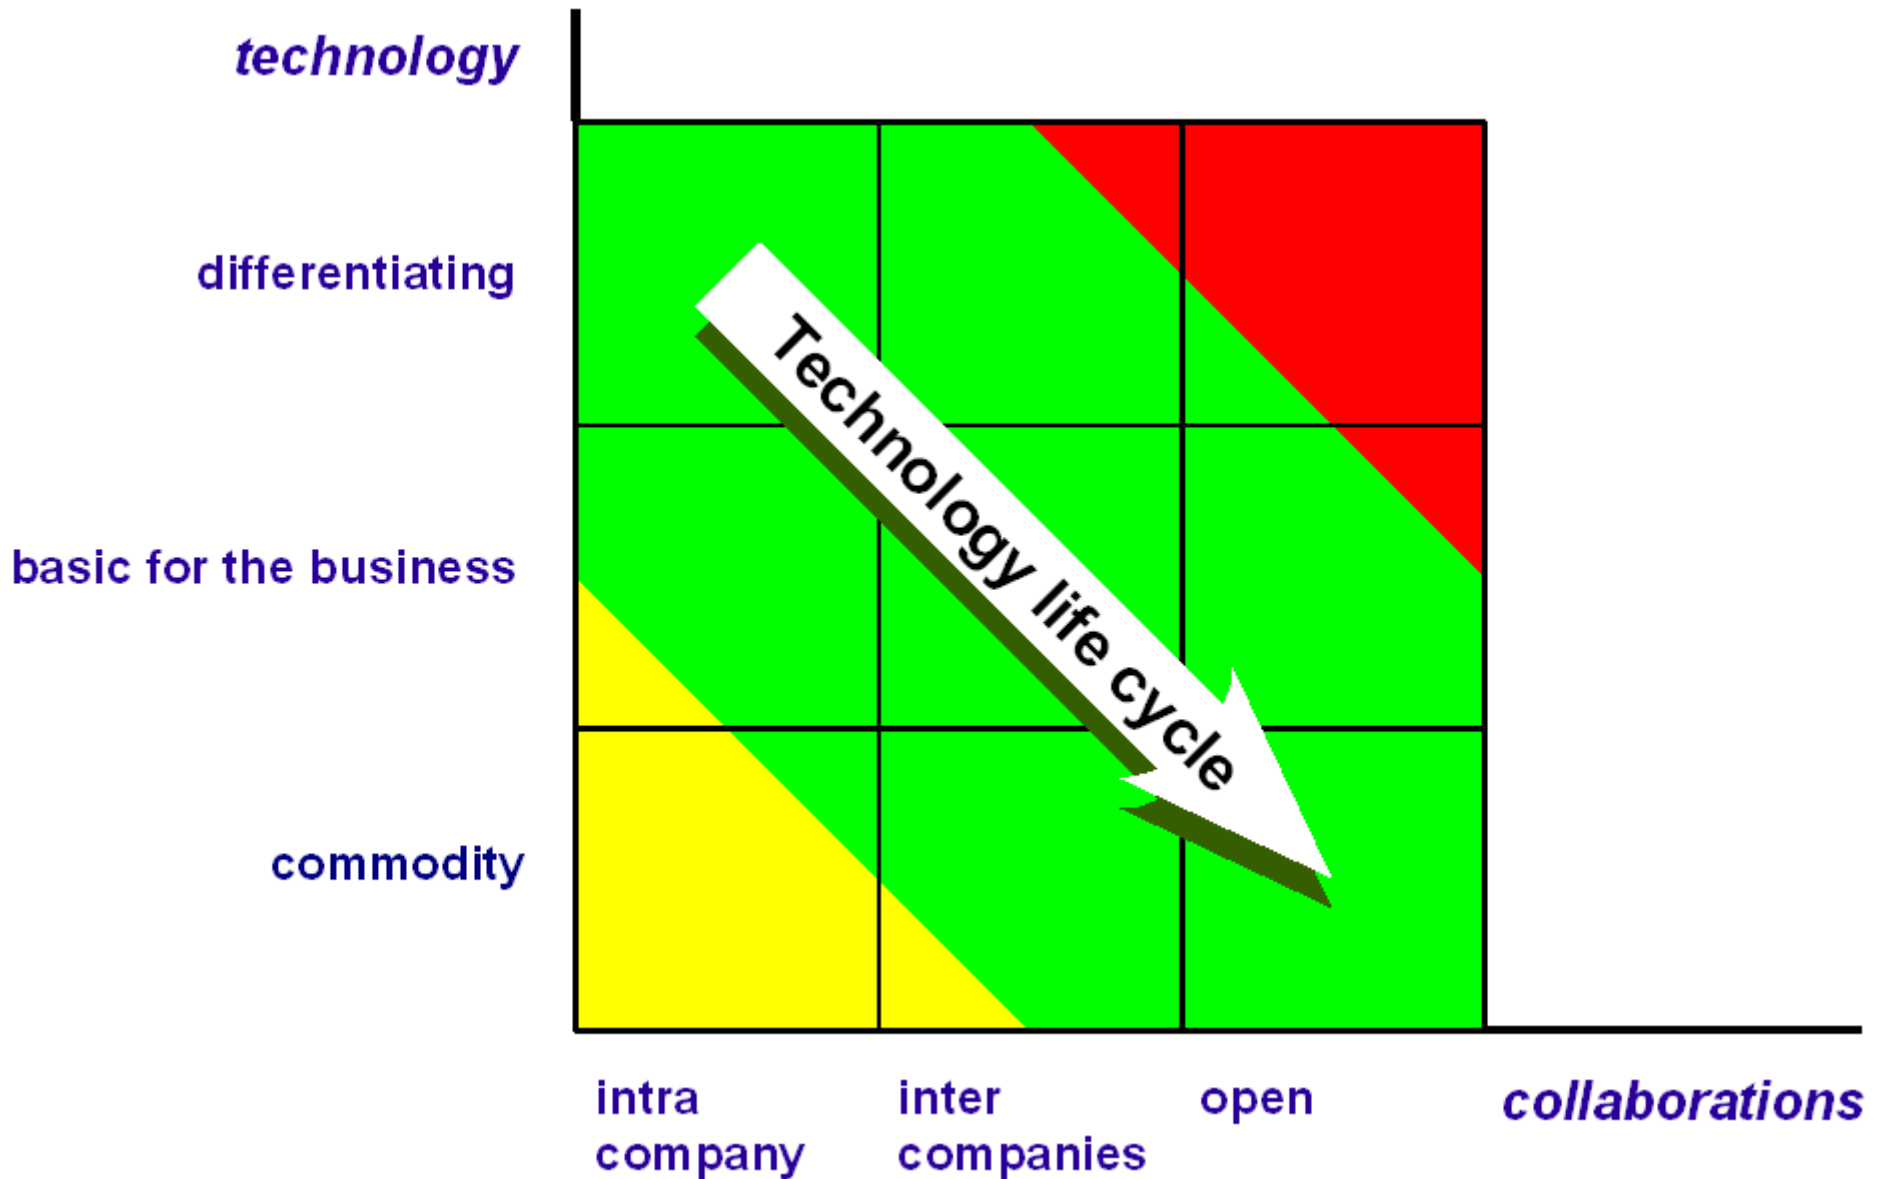 technology
differentiating
Technology life cycle
basic for the business
commodity
intra
company
inter
companies
open
collaborations